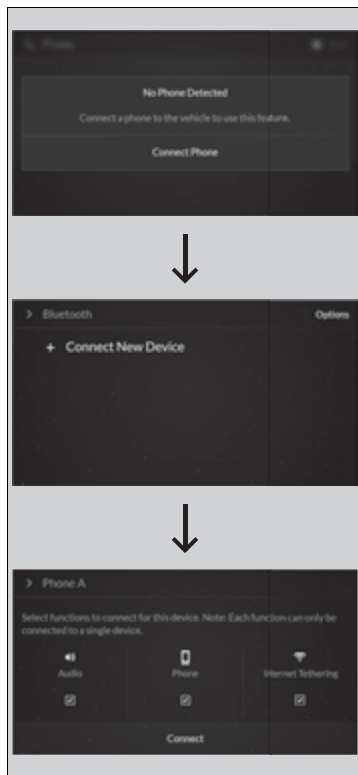 Phone
No Phone Detected
Connect a phone to the vehicle to use this feature.
Connect Phone
Bluetooth
Options
+ Connect New Device
Phone A
Select functions to connect for this device. Note: Each function can only be
connected to a single device.
Audio
Phone
Internet Tethering
Connect